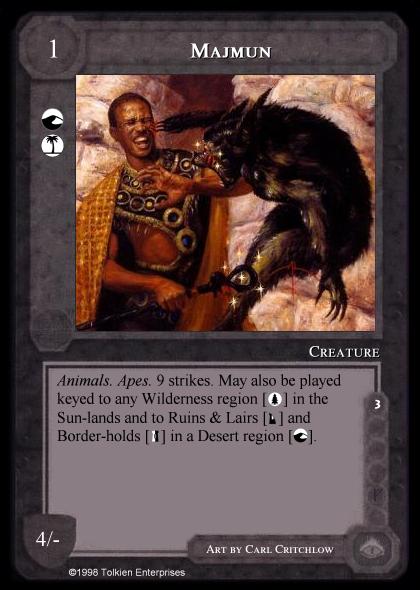 1
MAJMUN
CREATURE
Animals. Apes. 9 strikes. May also be played
keyed to any Wilderness region [] in the
Sun-lands and to Ruins & Lairs [] and
Border-holds [] in a Desert region [].
3
4/-
ART BY CARL CRITCHLOW
©1998 Tolkien Enterprises